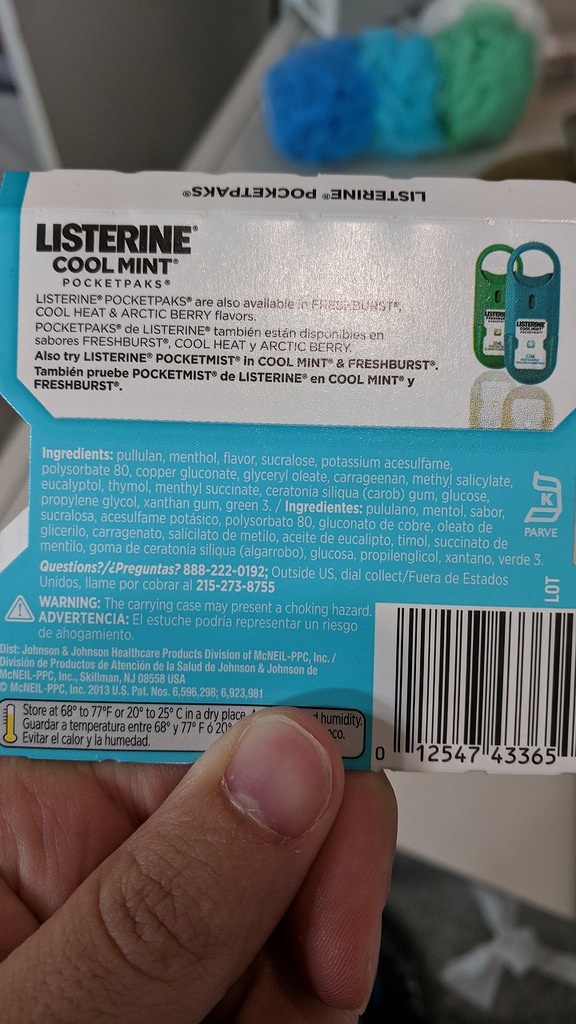 LISTERINE® POCKETPAKS®
LISTERINE®
COOL MINT®
POCKETPAKS®
LISTERINE® POCKETPAKS® are also available in FRESHBURST®,
COOL HEAT & ARCTIC BERRY flavors.
POCKETPAKS® de LISTERINE® también están disponibles en
sabores FRESHBURST®, COOL HEAT y ARCTIC BERRY.
Also try LISTERINE® POCKETMIST® in COOL MINT® & FRESHBURST®.
También pruebe POCKETMIST® de LISTERINE® en COOL MINT® y
FRESHBURST®.
LISTERINE
COOL MINT
Ingredients: pullulan, menthol, flavor, sucralose, potassium acesulfame,
polysorbate 80, copper gluconate, glyceryl oleate, carrageenan, methyl salicylate,
eucalyptol, thymol, menthyl succinate, ceratonia siliqua (carob) gum, glucose,
propylene glycol, xanthan gum, green 3. / Ingredientes: pululano, mentol, sabor,
sucralosa, acesulfame potásico, polysorbato 80, gluconato de cobre, oleato de
glicerilo, carragenato, salicilato de metilo, aceite de eucalipto, timol, succinato de
mentilo, goma de ceratonia siliqua (algarrobo), glucosa, propilenglicol, xantano, verde 3.
K
PARVE
Questions?/¿Preguntas? 888-222-0192; Outside US, dial collect/Fuera de Estados
Unidos, llame por cobrar al 215-273-8755
LOT
WARNING: The carrying case may present a choking hazard.
ADVERTENCIA: El estuche podría representar un riesgo
de ahogamiento.
Dist: Johnson & Johnson Healthcare Products Division of McNEIL-PPC, Inc. /
División de Productos de Atención de la Salud de Johnson & Johnson de
McNEIL-PPC, Inc., Skillman, NJ 08558 USA
© McNEIL-PPC, Inc. 2013 U.S. Pat. Nos. 6,596,298; 6,923,981
Store at 68° to 77°F or 20° to 25° C in a dry place. humidity.
Guardar a temperatura entre 68° y 77° F ó 20°
Evitar el calor y la humedad.
0 12547 43365